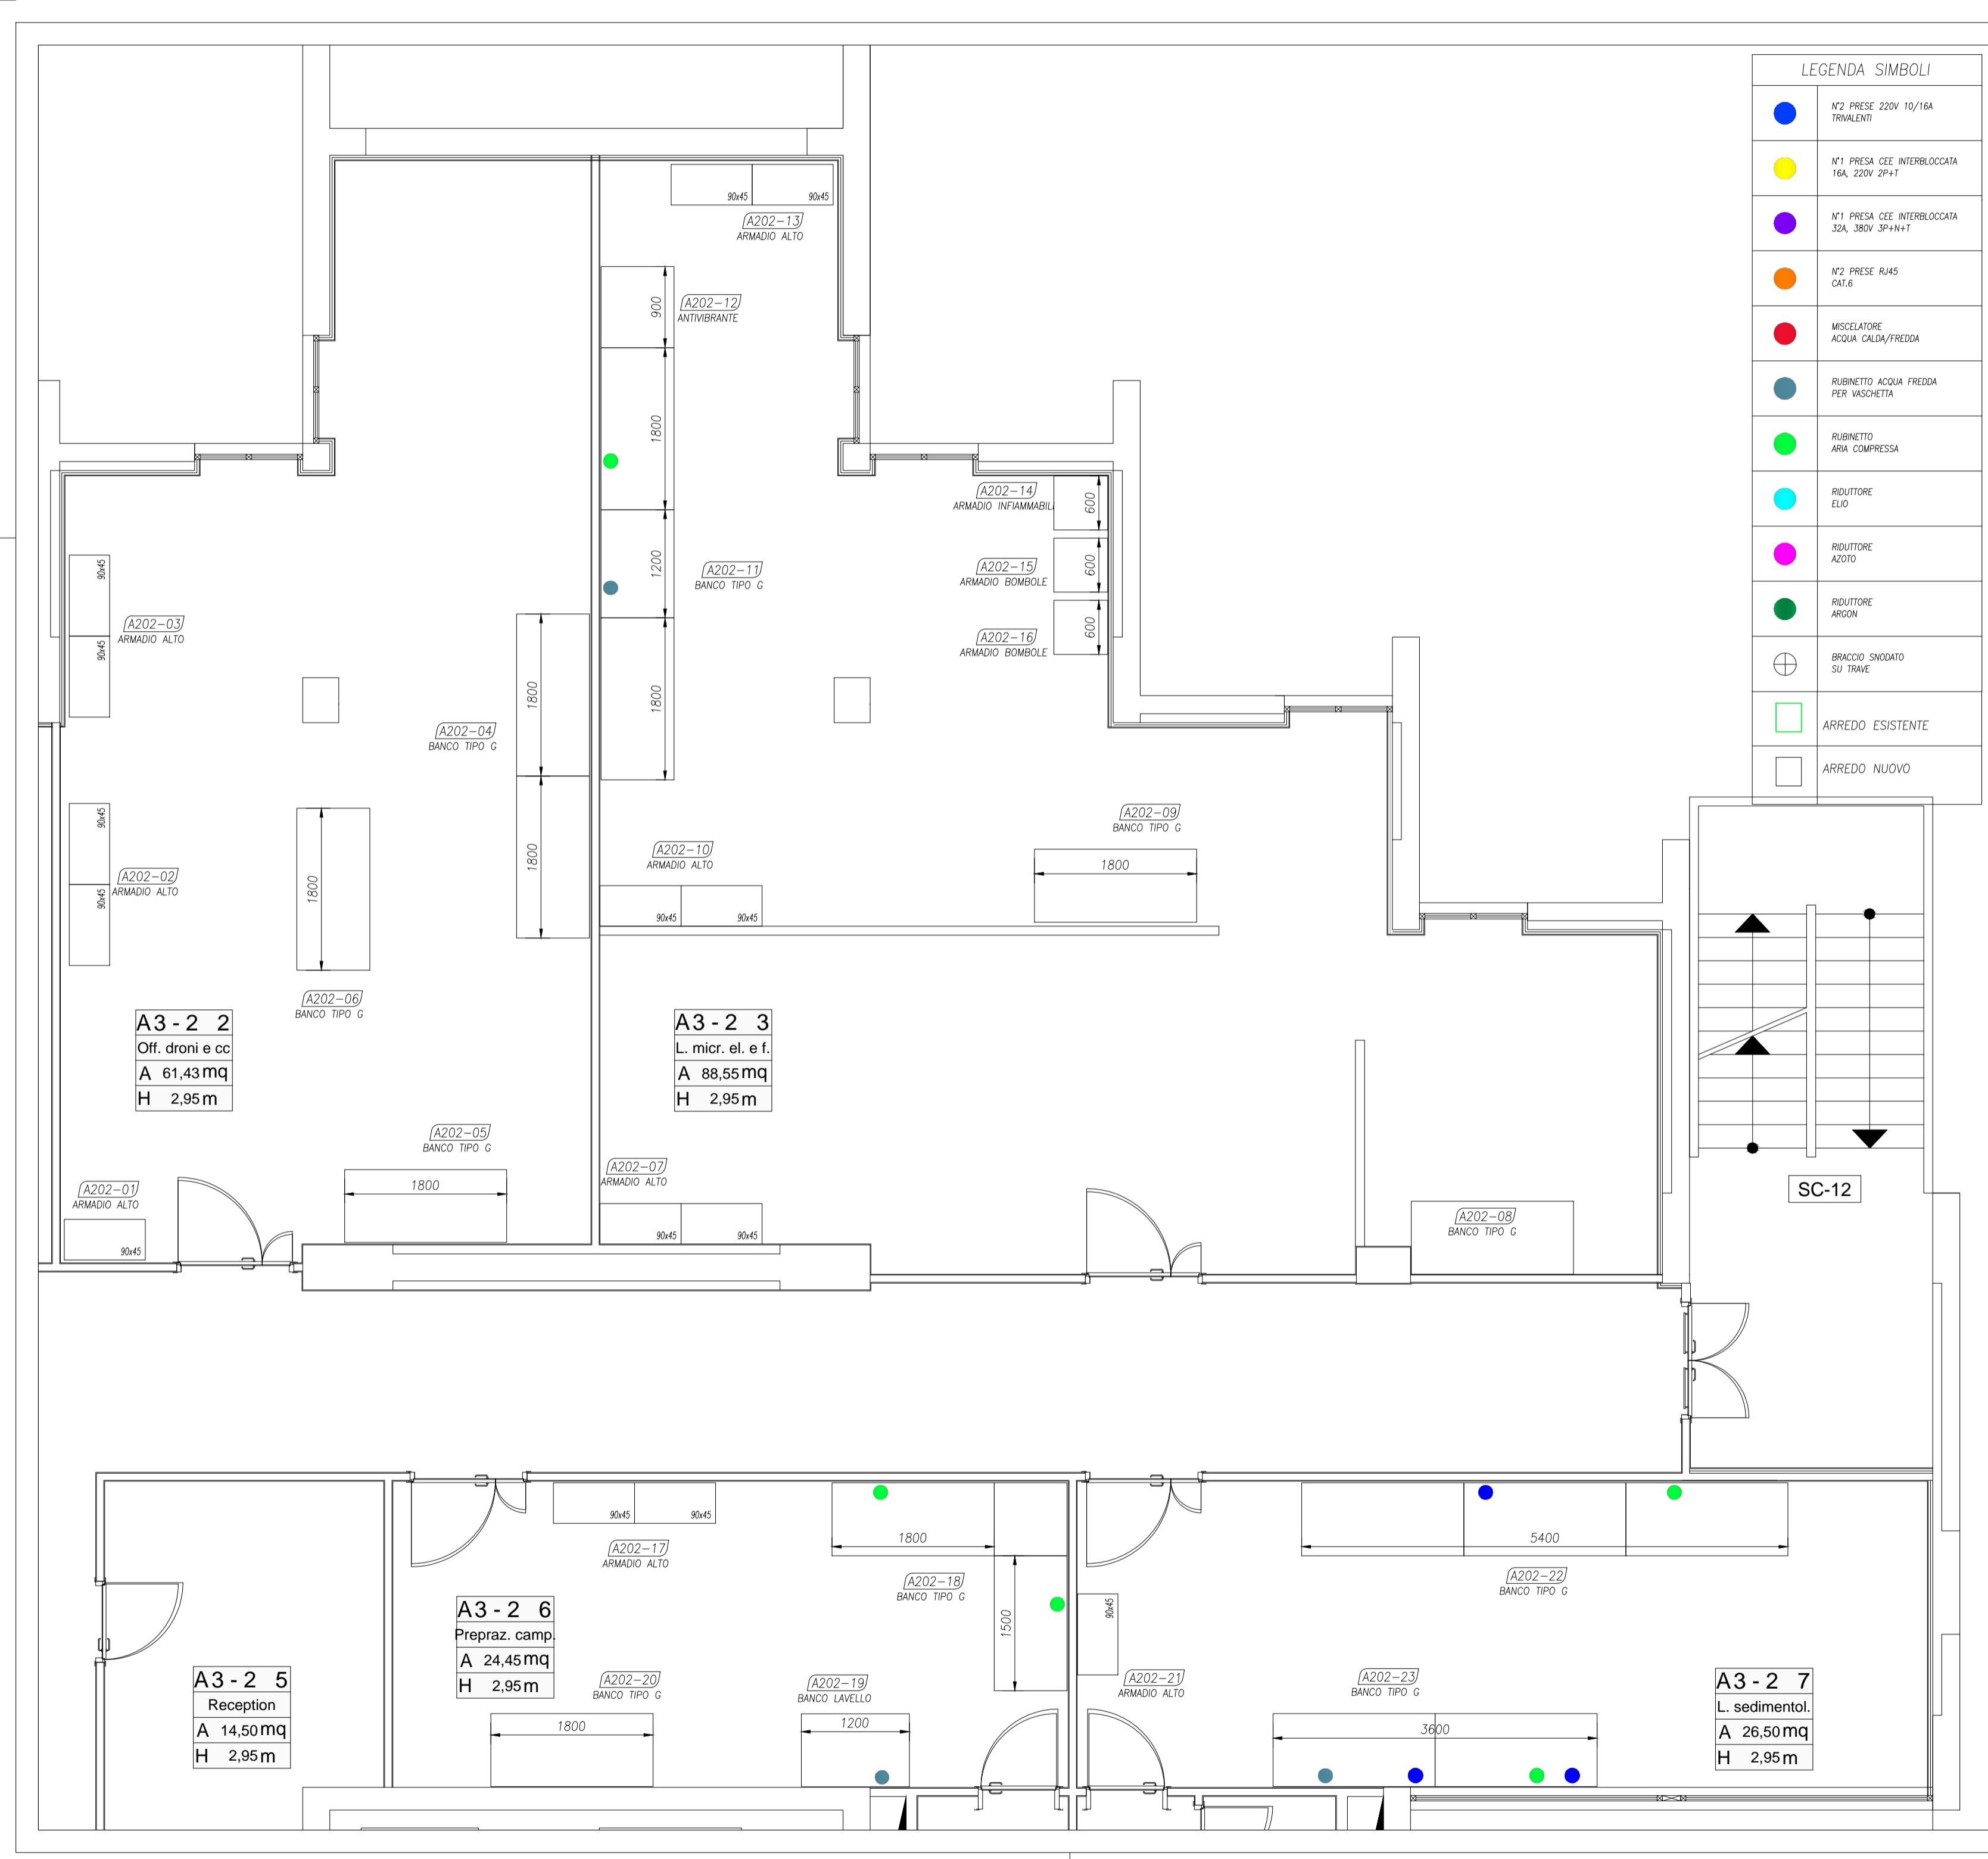 LEGENDA SIMBOLI
N°2 PRESE 220V 10/16A
TRIVALENTI
N°1 PRESA CEE INTERBLOCCATA
16A, 220V 2P+T
N°1 PRESA CEE INTERBLOCCATA
32A, 380V 3P+N+T
N°2 PRESE RJ45
CAT.6
MISCELATORE
ACQUA CALDA/FREDDA
RUBINETTO ACQUA FREDDA
PER VASCHETTA
RUBINETTO
ARIA COMPRESSA
RIDUTTORE
ELIO
RIDUTTORE
AZOTO
RIDUTTORE
ARGON
BRACCIO SNODATO
SU TRAVE
ARREDO ESISTENTE
ARREDO NUOVO
90x45
90x45
A202-13
ARMADIO ALTO
900
A202-12
ANTIVIBRANTE
1800
1200
1800
A202-11
BANCO TIPO G
A202-14
ARMADIO INFIAMMABILI
600
A202-15
ARMADIO BOMBOLE
600
A202-16
ARMADIO BOMBOLE
600
90x45
90x45
A202-03
ARMADIO ALTO
A202-04
BANCO TIPO G
1800
1800
90x45
90x45
A202-02
ARMADIO ALTO
1800
A202-06
BANCO TIPO G
A202-10
ARMADIO ALTO
90x45
90x45
A202-09
BANCO TIPO G
1800
A3-2 2
Off. droni e cc
A 61,43 mq
H 2,95 m
A3-2 3
L. micr. el. e f.
A 88,55 mq
H 2,95 m
A202-05
BANCO TIPO G
1800
A202-01
ARMADIO ALTO
90x45
A202-07
ARMADIO ALTO
90x45
90x45
A202-08
BANCO TIPO G
SC-12
90x45
90x45
A202-17
ARMADIO ALTO
1800
A202-18
BANCO TIPO G
1500
5400
A202-22
BANCO TIPO G
90x45
A202-21
ARMADIO ALTO
A3-2 6
Prepraz. camp.
A 24,45 mq
H 2,95 m
A3-2 5
Reception
A 14,50 mq
H 2,95 m
A202-20
BANCO TIPO G
1800
A202-19
BANCO LAVELLO
1200
A202-23
BANCO TIPO G
3600
A3-2 7
L. sedimentol.
A 26,50 mq
H 2,95 m